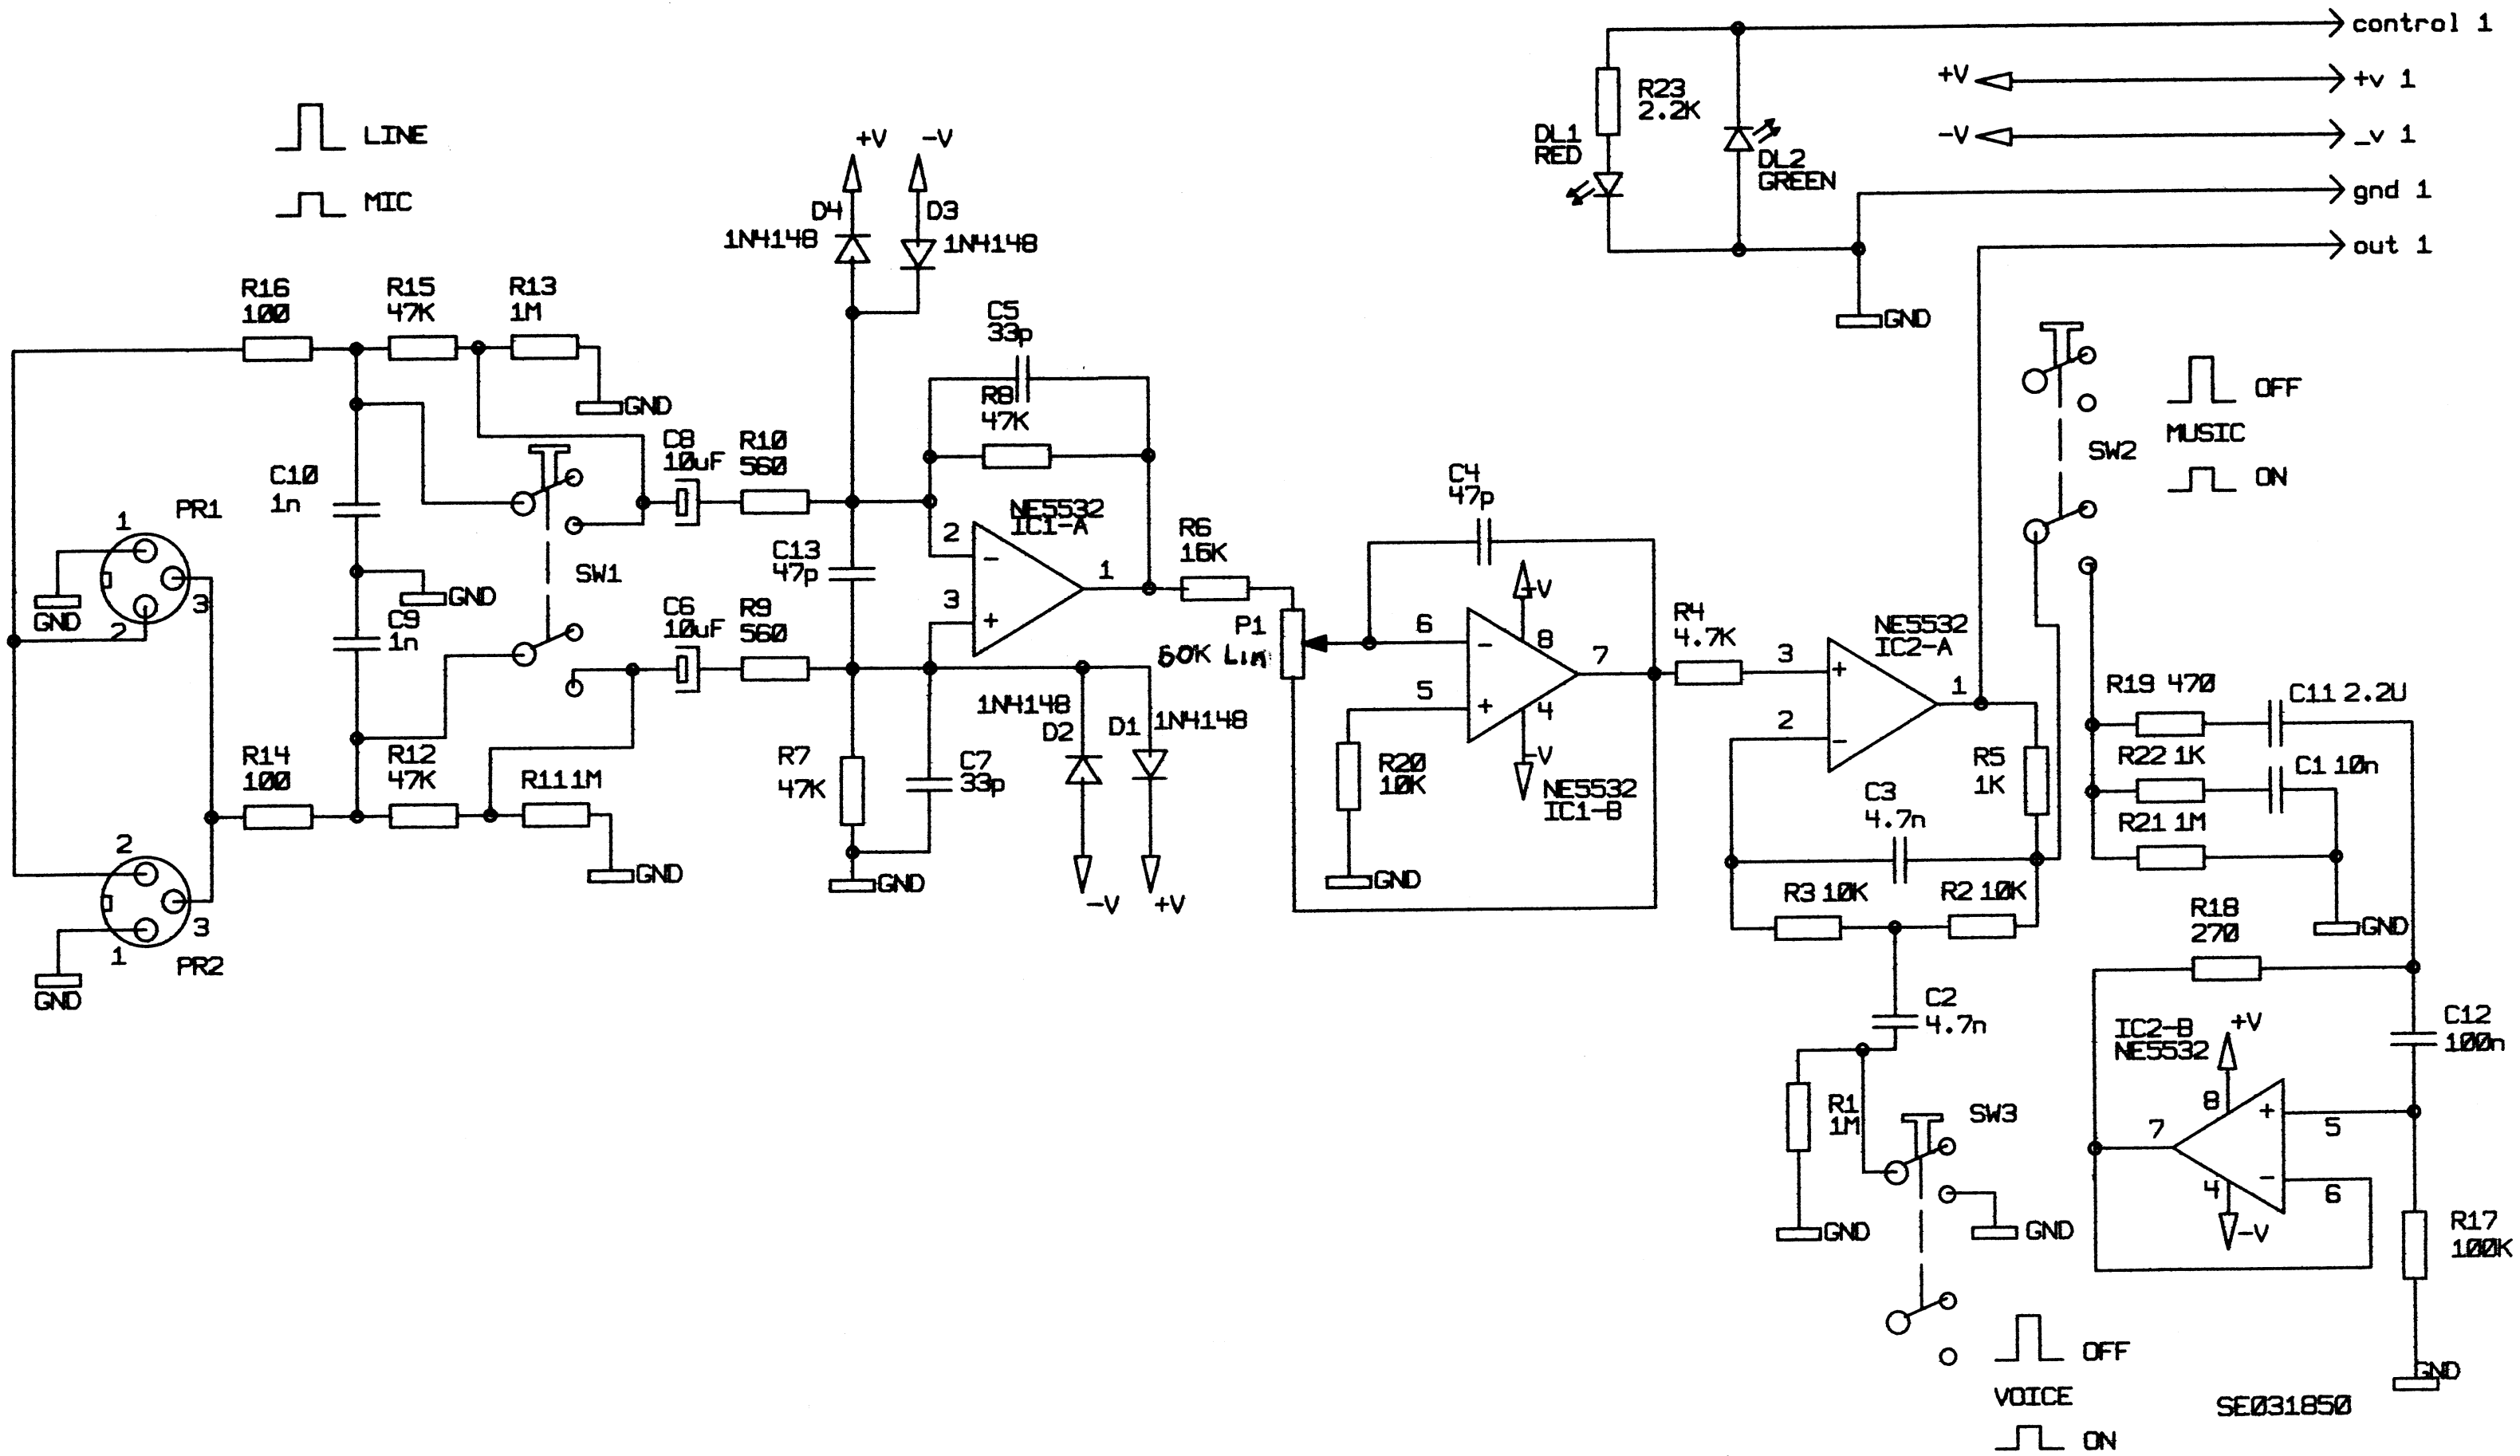 control 1
+V
+v 1
-V
_v 1
gnd 1
out 1
R23
2.2K
DL1
RED
DL2
GREEN
GND
LINE
MIC
+V
-V
D4
1N4148
D3
1N4148
R16
100
R15
47K
R13
1M
GND
C5
33p
R8
47K
C10
1n
C8
10uF
R10
560
PR1
1
2
3
GND
GND
SW1
C9
1n
C6
10uF
R9
560
C13
47p
NE5532
IC1-A
2
3
1
R6
16K
C4
47p
P1
50K Lin
6
5
+V
8
7
4
-V
NE5532
IC1-B
R20
10K
GND
R4
4.7K
NE5532
IC2-A
3
2
1
R5
1K
C3
4.7n
R3 10K
R2 10K
SW2
OFF
MUSIC
ON
R19 470
C11 2.2U
R22 1K
C1 10n
R21 1M
GND
R14
100
R12
47K
R11 1M
GND
R7
47K
C7
33p
GND
1N4148
D2
D1
1N4148
-V
+V
2
3
1
PR2
GND
C2
4.7n
R1
1M
GND
SW3
GND
OFF
VOICE
ON
R18
270
IC2-B
NE5532
+V
8
7
4
-V
5
6
C12
100n
R17
100K
GND
SE031850